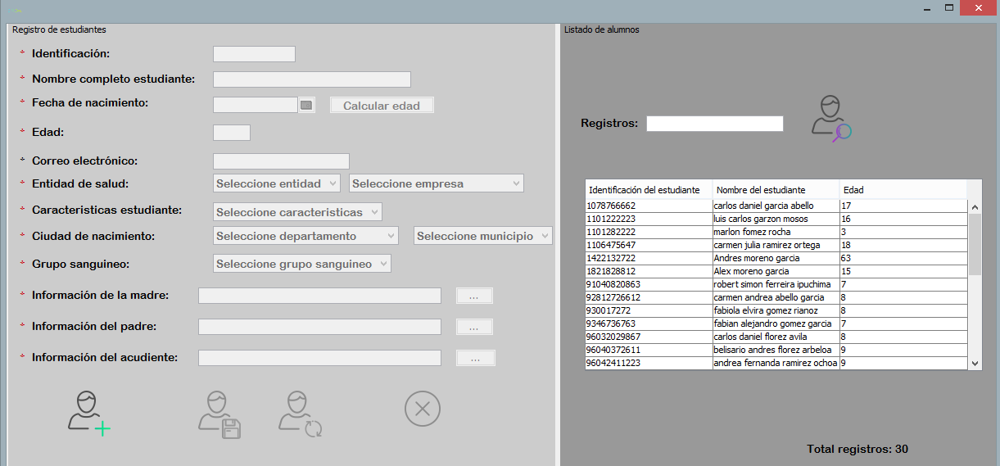 Registro de estudiantes
* Identificación:
* Nombre completo estudiante:
* Fecha de nacimiento: Calcular edad
* Edad:
* Correo electrónico:
* Entidad de salud: Seleccione entidad Seleccione empresa
* Caracteristicas estudiante: Seleccione caracteristicas
* Ciudad de nacimiento: Seleccione departamento Seleccione municipio
* Grupo sanguineo: Seleccione grupo sanguineo
* Información de la madre: ...
* Información del padre: ...
* Información del acudiente: ...
Listado de alumnos
Registros:
Identificación del estudiante Nombre del estudiante Edad
1078766662 carlos daniel garcia abello 17
1101222223 luis carlos garzon mosos 16
1101282222 marlon fomez rocha 3
1106475647 carmen julia ramirez ortega 18
1422132722 Andres moreno garcia 63
1821828812 Alex moreno garcia 15
91040820863 robert simon ferreira ipuchima 7
92812726612 carmen andrea abello garcia 8
930017272 fabiola elvira gomez rianoz 8
9346736763 fabian alejandro gomez garcia 7
96032029867 carlos daniel florez avila 8
96040372611 belisario andres florez arbeloa 9
96042411223 andrea fernanda ramirez ochoa 9
Total registros: 30